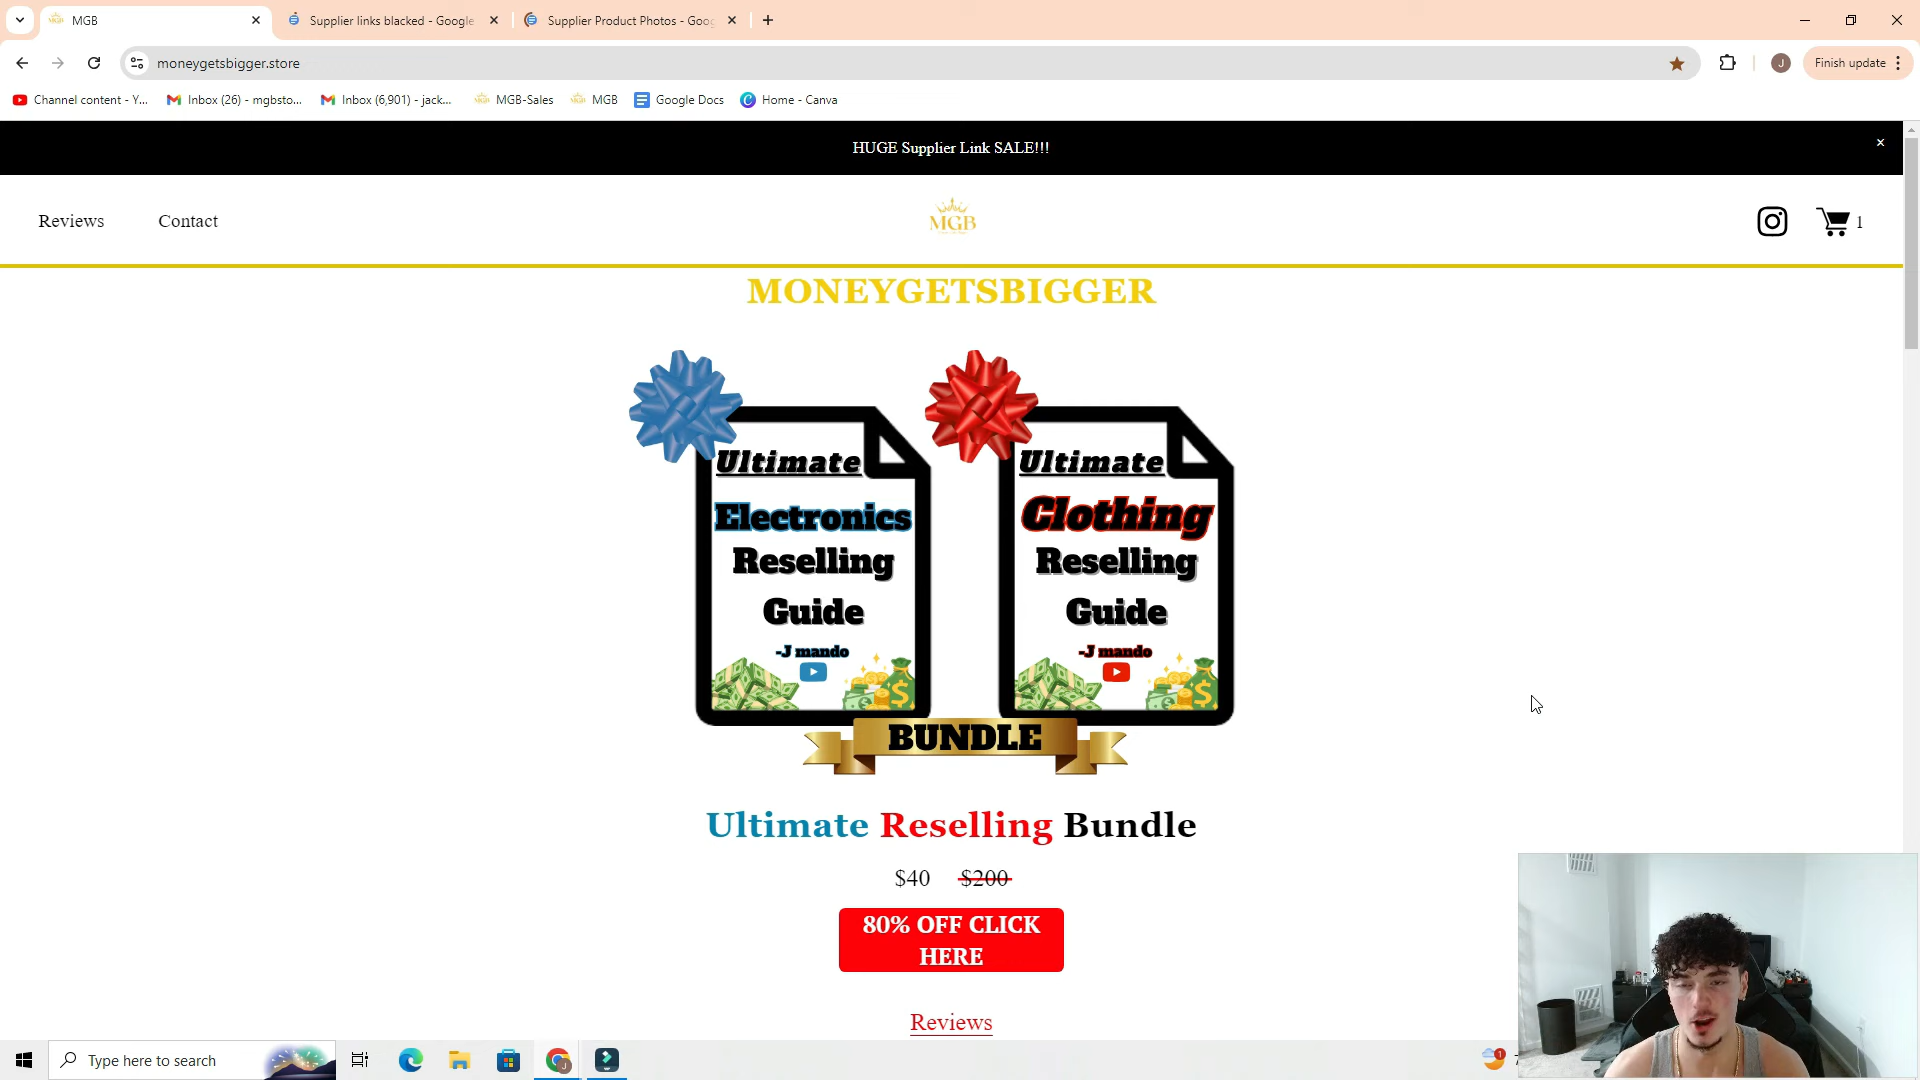 MGB
Supplier links blacked - Google
Supplier Product Photos - Goog
moneygetsbigger.store
Finish update
J
Channel content - Y...
Inbox (26) - mgbsto...
Inbox (6,901) - jack...
MGB-Sales
MGB
Google Docs
Home - Canva
HUGE Supplier Link SALE!!!
Reviews
Contact
MGB
1
MONEYGETSBIGGER
Ultimate
Electronics
Reselling
Guide
-J mando
Ultimate
Clothing
Reselling
Guide
-J mando
BUNDLE
Ultimate Reselling Bundle
$40 $200
80% OFF CLICK
HERE
Reviews
Type here to search
1